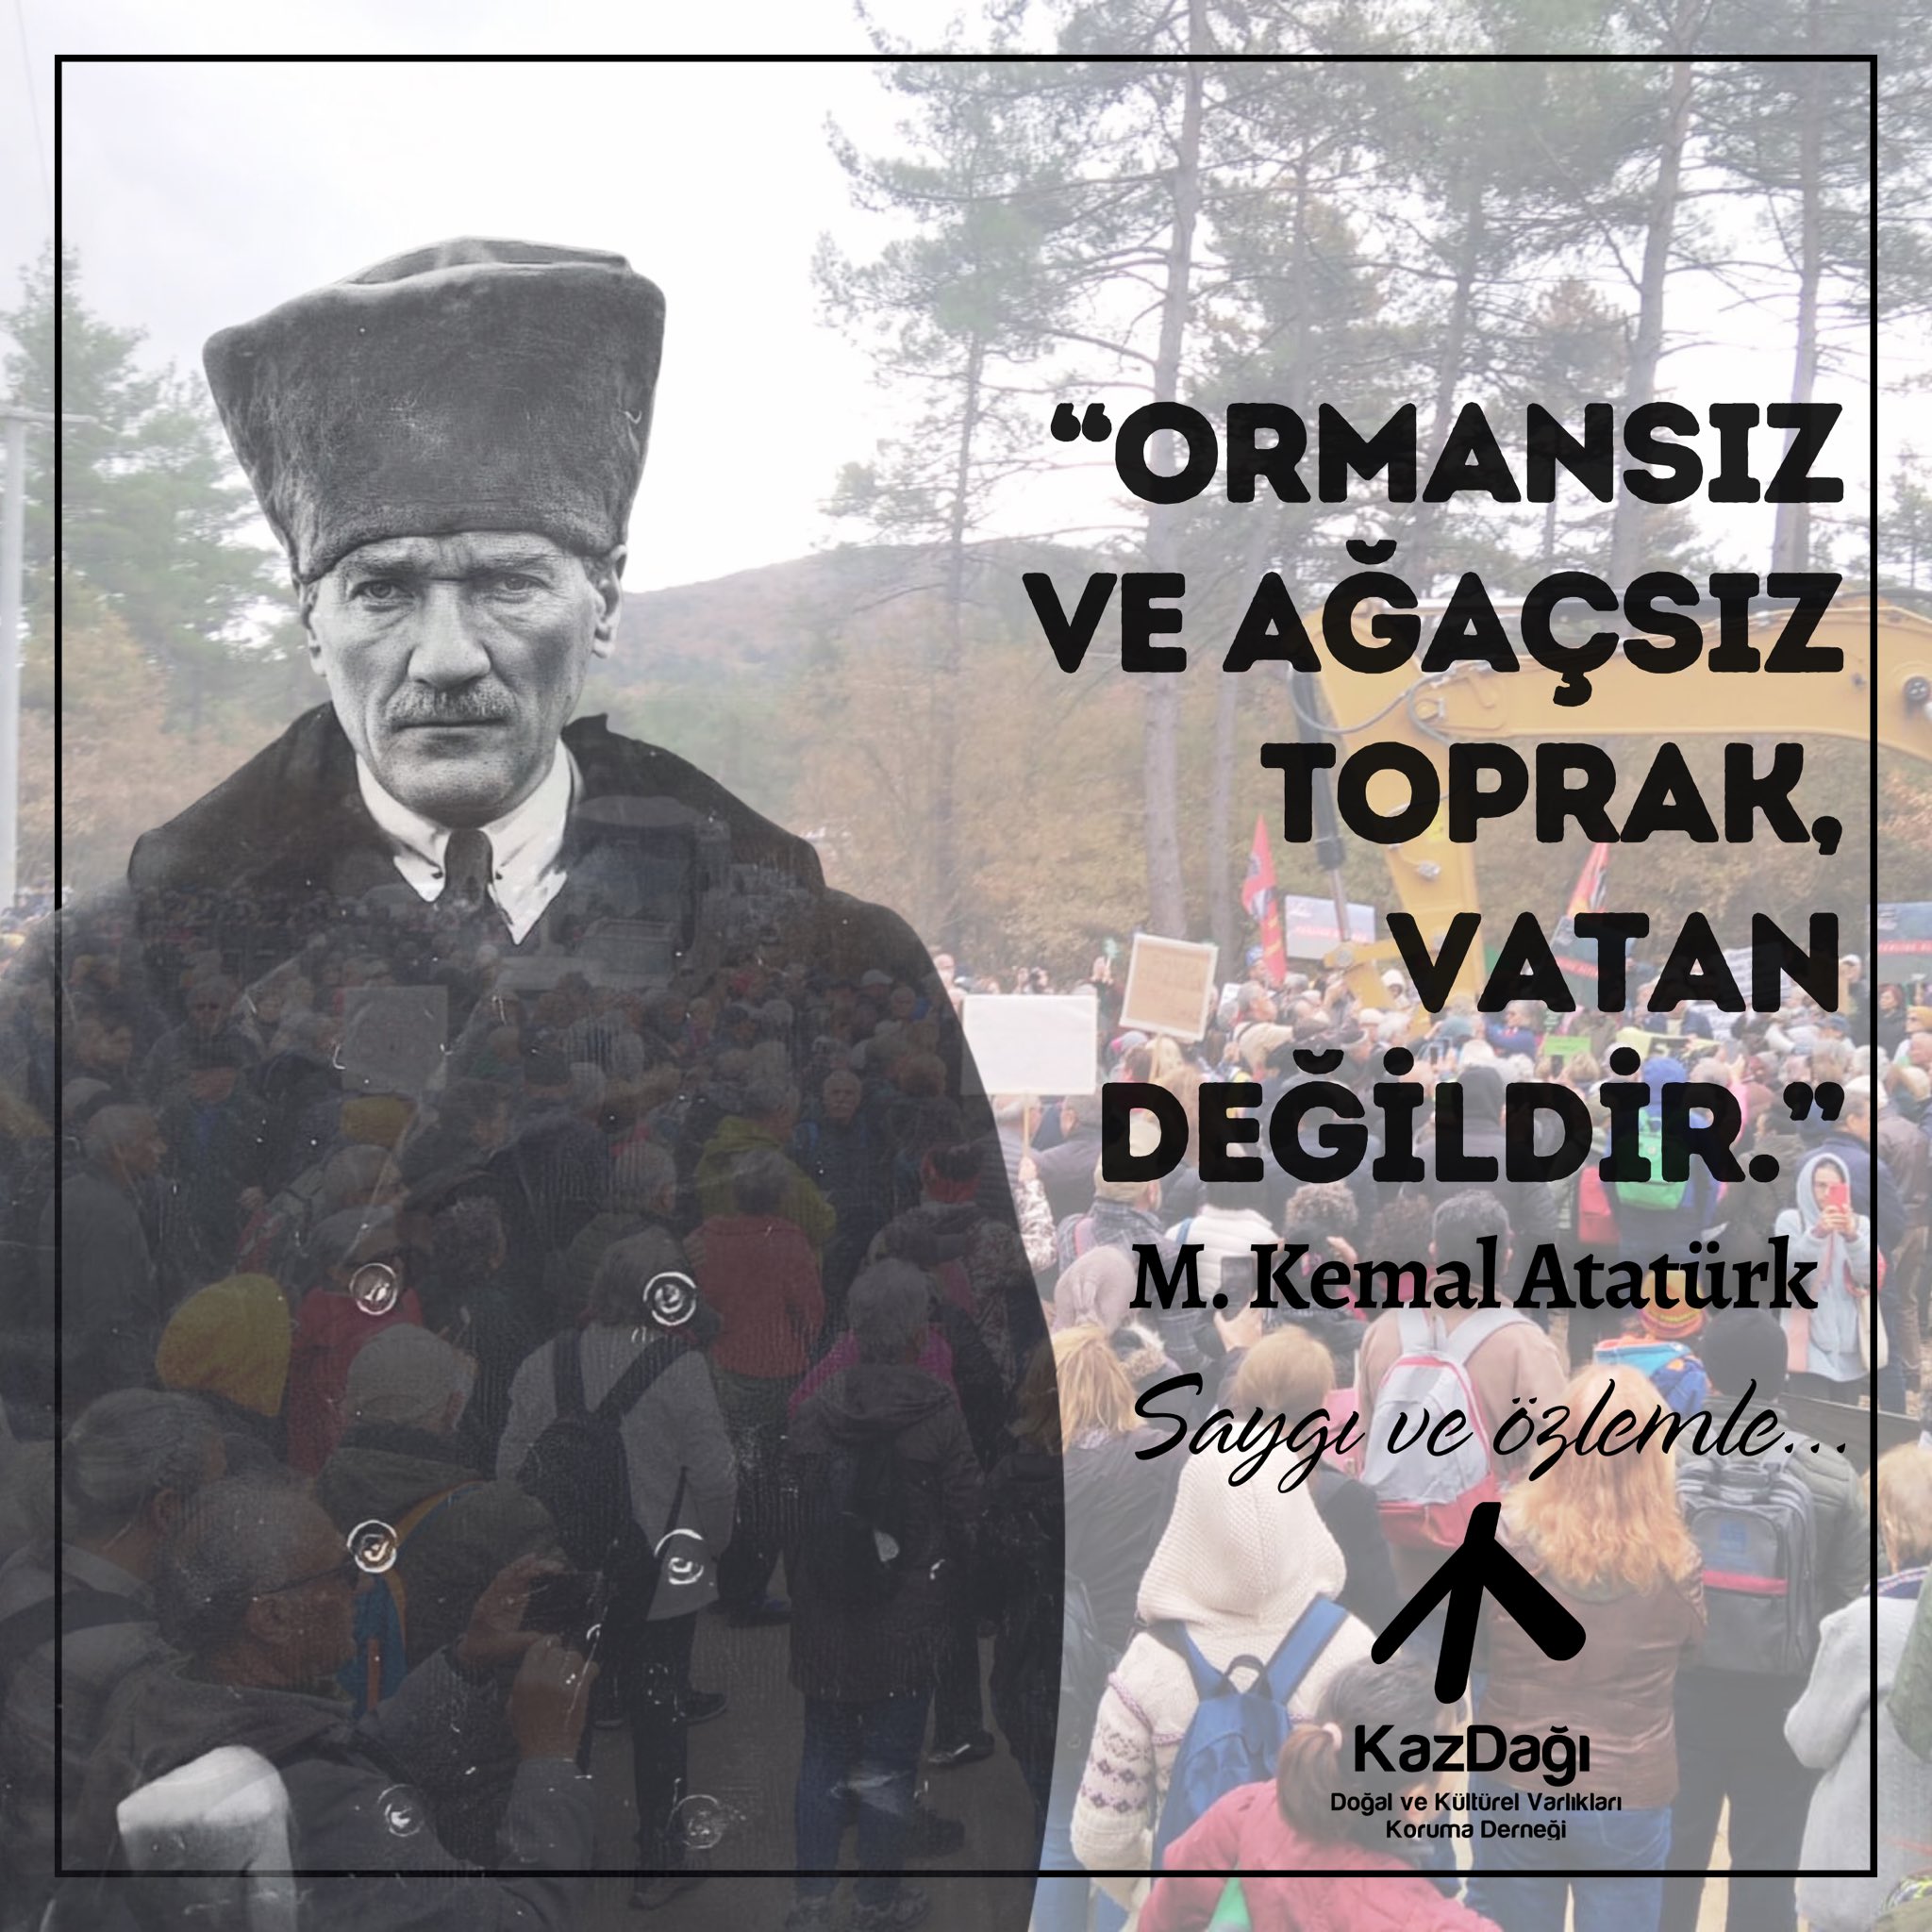 “ORMANSIZ
VE AĞAÇSIZ
TOPRAK,
VATAN
DEĞİLDİR.”
M. Kemal Atatürk
Saygı ve özlemle...
KazDağı
Doğal ve Kültürel Varlıkları
Koruma Derneği